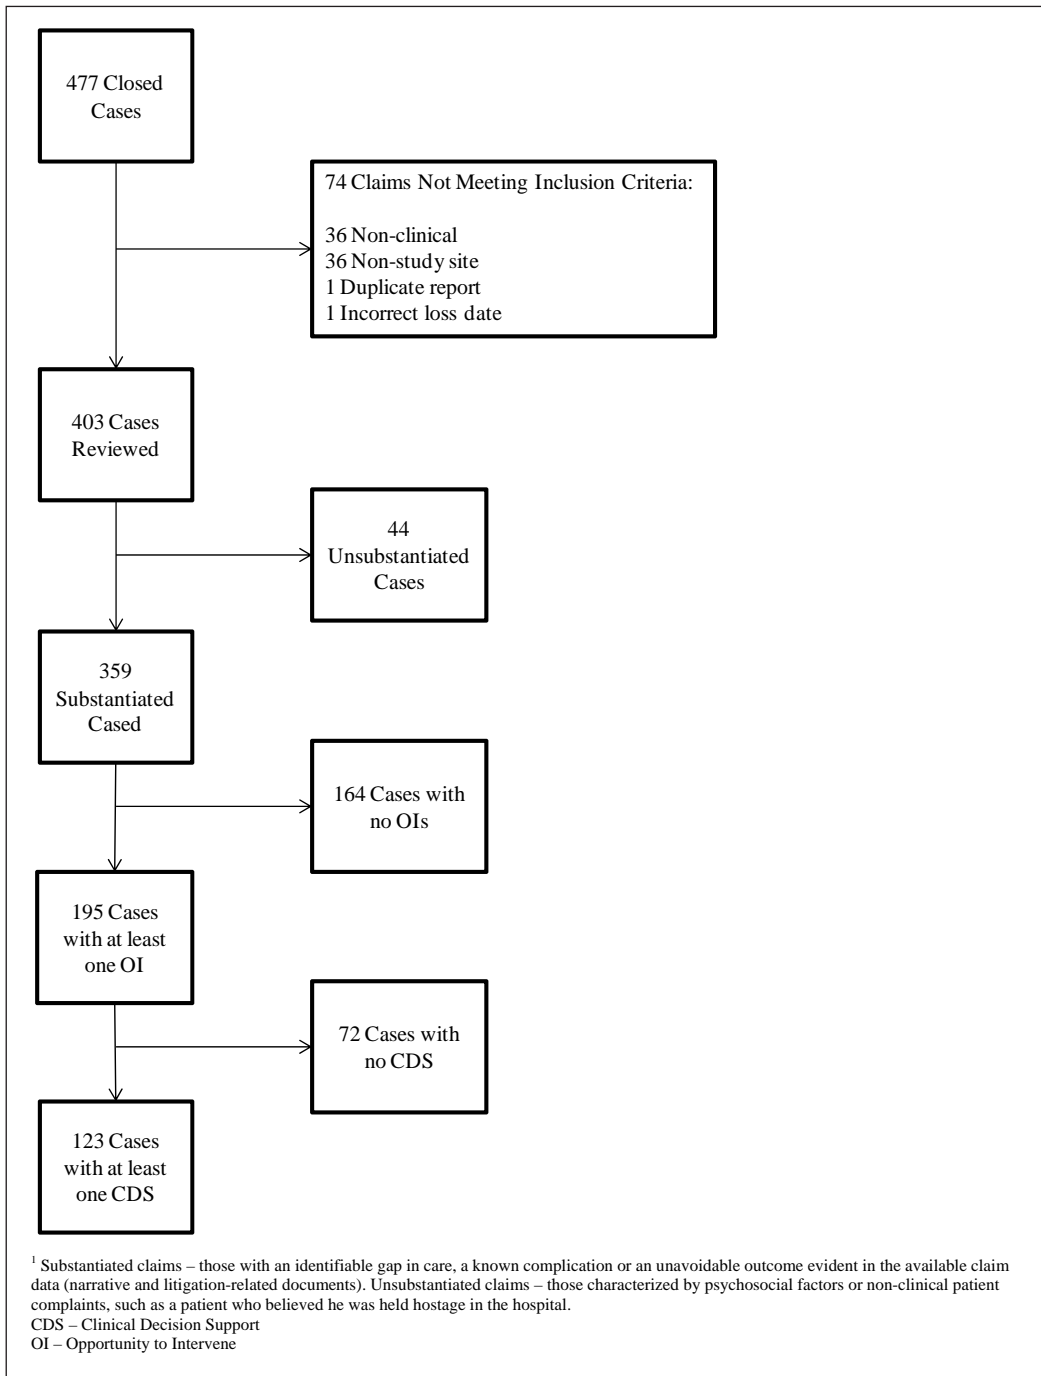 477 Closed
Cases
74 Claims Not Meeting Inclusion Criteria:
36 Non-clinical
36 Non-study site
1 Duplicate report
1 Incorrect loss date
403 Cases
Reviewed
44
Unsubstantiated
Cases
359
Substantiated
Cased
164 Cases with
no OIs
195 Cases
with at least
one OI
72 Cases with
no CDS
123 Cases
with at least
one CDS
1 Substantiated claims – those with an identifiable gap in care, a known complication or an unavoidable outcome evident in the available claim
data (narrative and litigation-related documents). Unsubstantiated claims – those characterized by psychosocial factors or non-clinical patient
complaints, such as a patient who believed he was held hostage in the hospital.
CDS – Clinical Decision Support
OI – Opportunity to Intervene